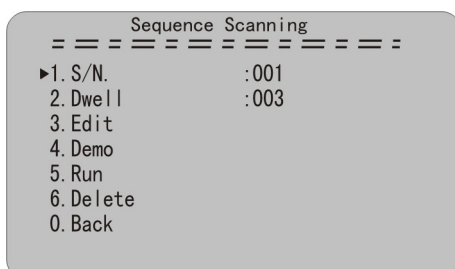 Sequence Scanning
►1. S/N. :001
2. Dwell :003
3. Edit
4. Demo
5. Run
6. Delete
0. Back